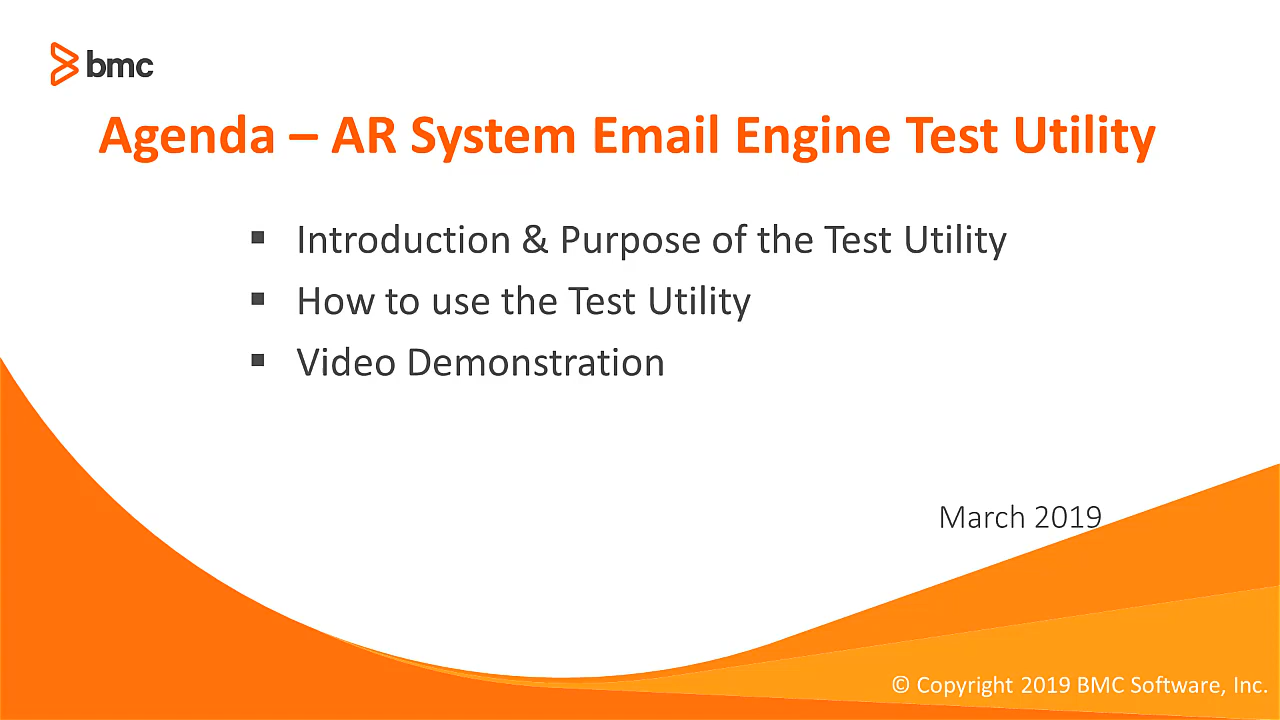 bmc
Agenda – AR System Email Engine Test Utility
▪ Introduction & Purpose of the Test Utility
▪ How to use the Test Utility
▪ Video Demonstration
March 2019
© Copyright 2019 BMC Software, Inc.